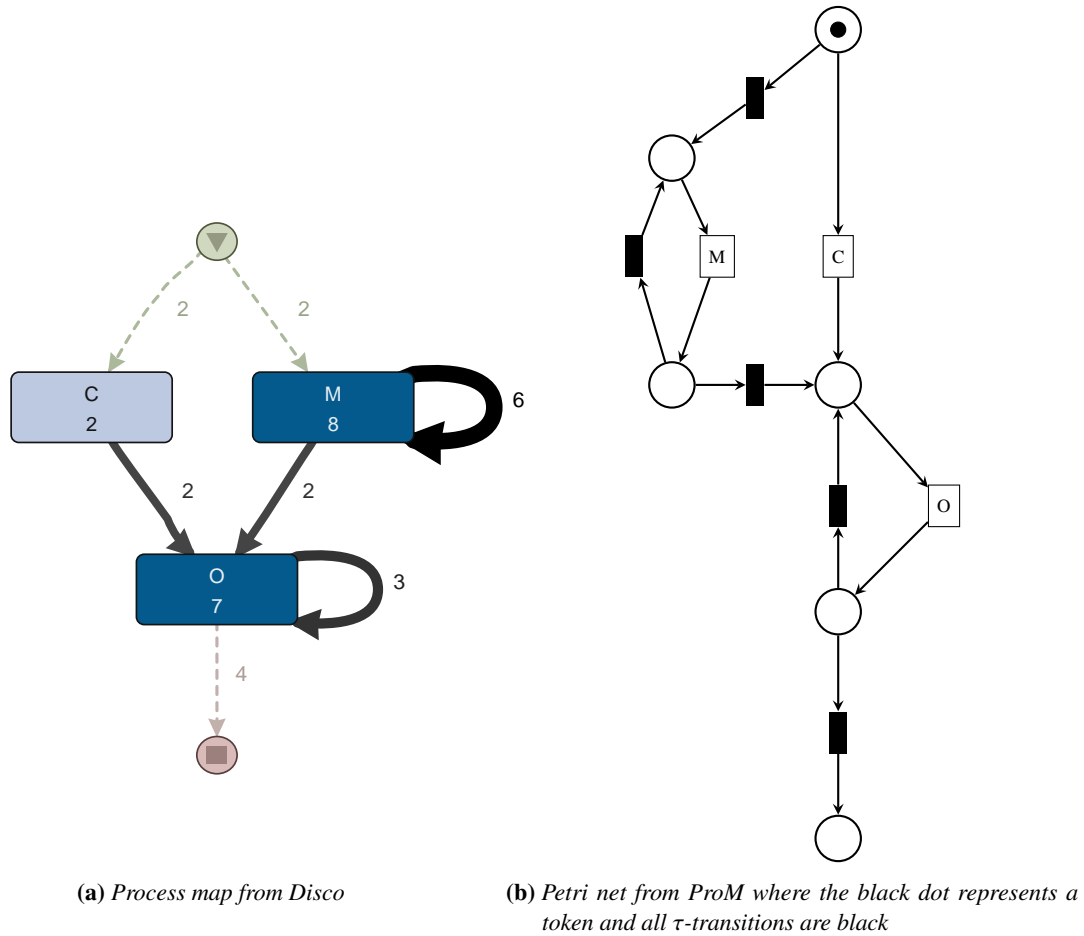 2
2
C
2
M
8
6
2
2
O
7
3
4
M
C
O
(a) Process map from Disco
(b) Petri net from ProM where the black dot represents a
token and all τ-transitions are black